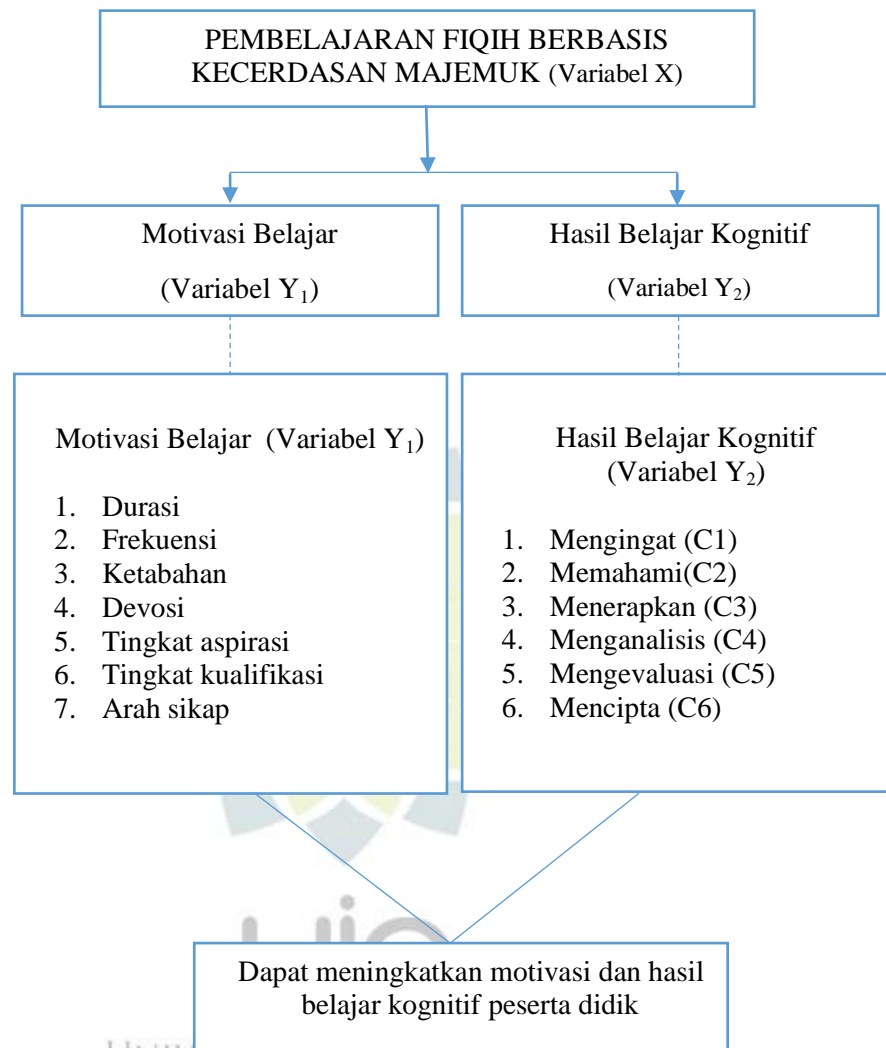 PEMBELAJARAN FIQIH BERBASIS
KECERDASAN MAJEMUK (Variabel X)
Motivasi Belajar
(Variabel Y₁)
Hasil Belajar Kognitif
(Variabel Y₂)
Motivasi Belajar (Variabel Y₁)
1. Durasi
2. Frekuensi
3. Ketabahan
4. Devosi
5. Tingkat aspirasi
6. Tingkat kualifikasi
7. Arah sikap
Hasil Belajar Kognitif
(Variabel Y₂)
1. Mengingat (C1)
2. Memahami(C2)
3. Menerapkan (C3)
4. Menganalisis (C4)
5. Mengevaluasi (C5)
6. Mencipta (C6)
Dapat meningkatkan motivasi dan hasil
belajar kognitif peserta didik